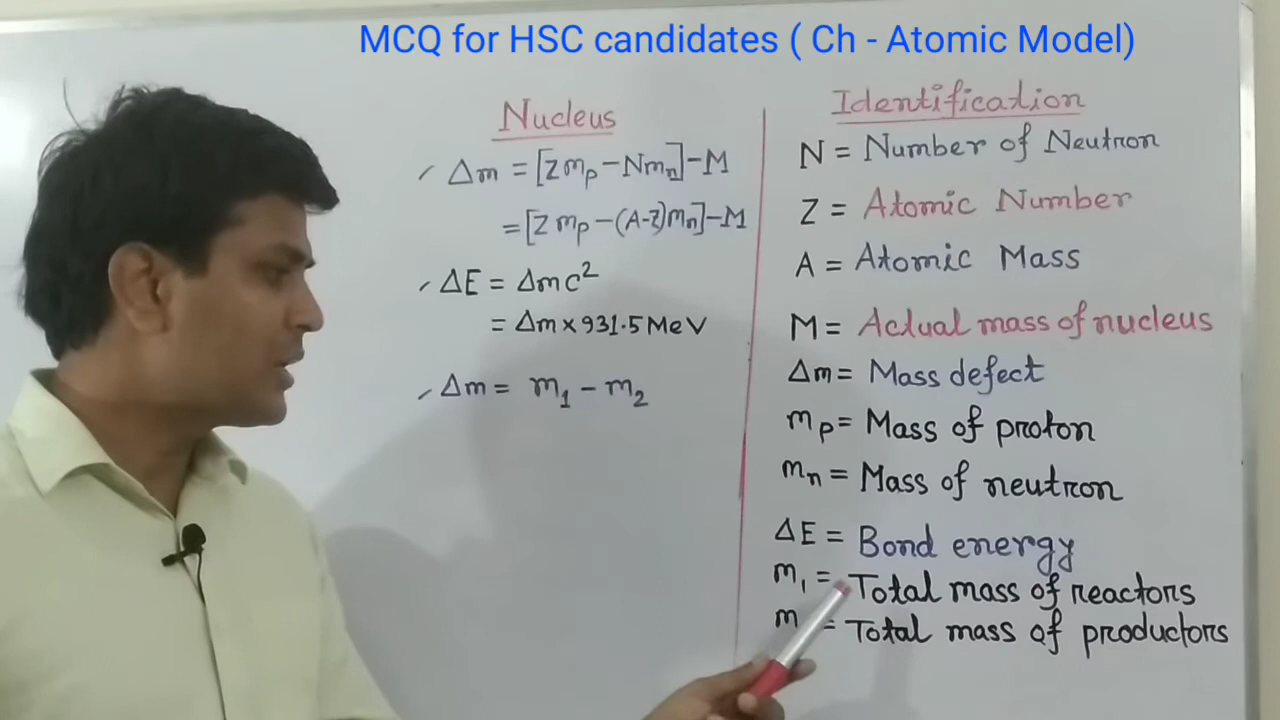 MCQ for HSC candidates ( Ch - Atomic Model)
Nucleus
Δm = [Zmp - Nmn] - M
= [Z mp - (A-Z)mn] - M
ΔE = Δmc²
= Δm × 931.5 MeV
Δm = m₁ - m₂
Identification
N = Number of Neutron
Z = Atomic Number
A = Atomic Mass
M = Actual mass of nucleus
Δm = Mass defect
mp = Mass of proton
mn = Mass of neutron
ΔE = Bond energy
m₁ = Total mass of reactors
m = Total mass of productors